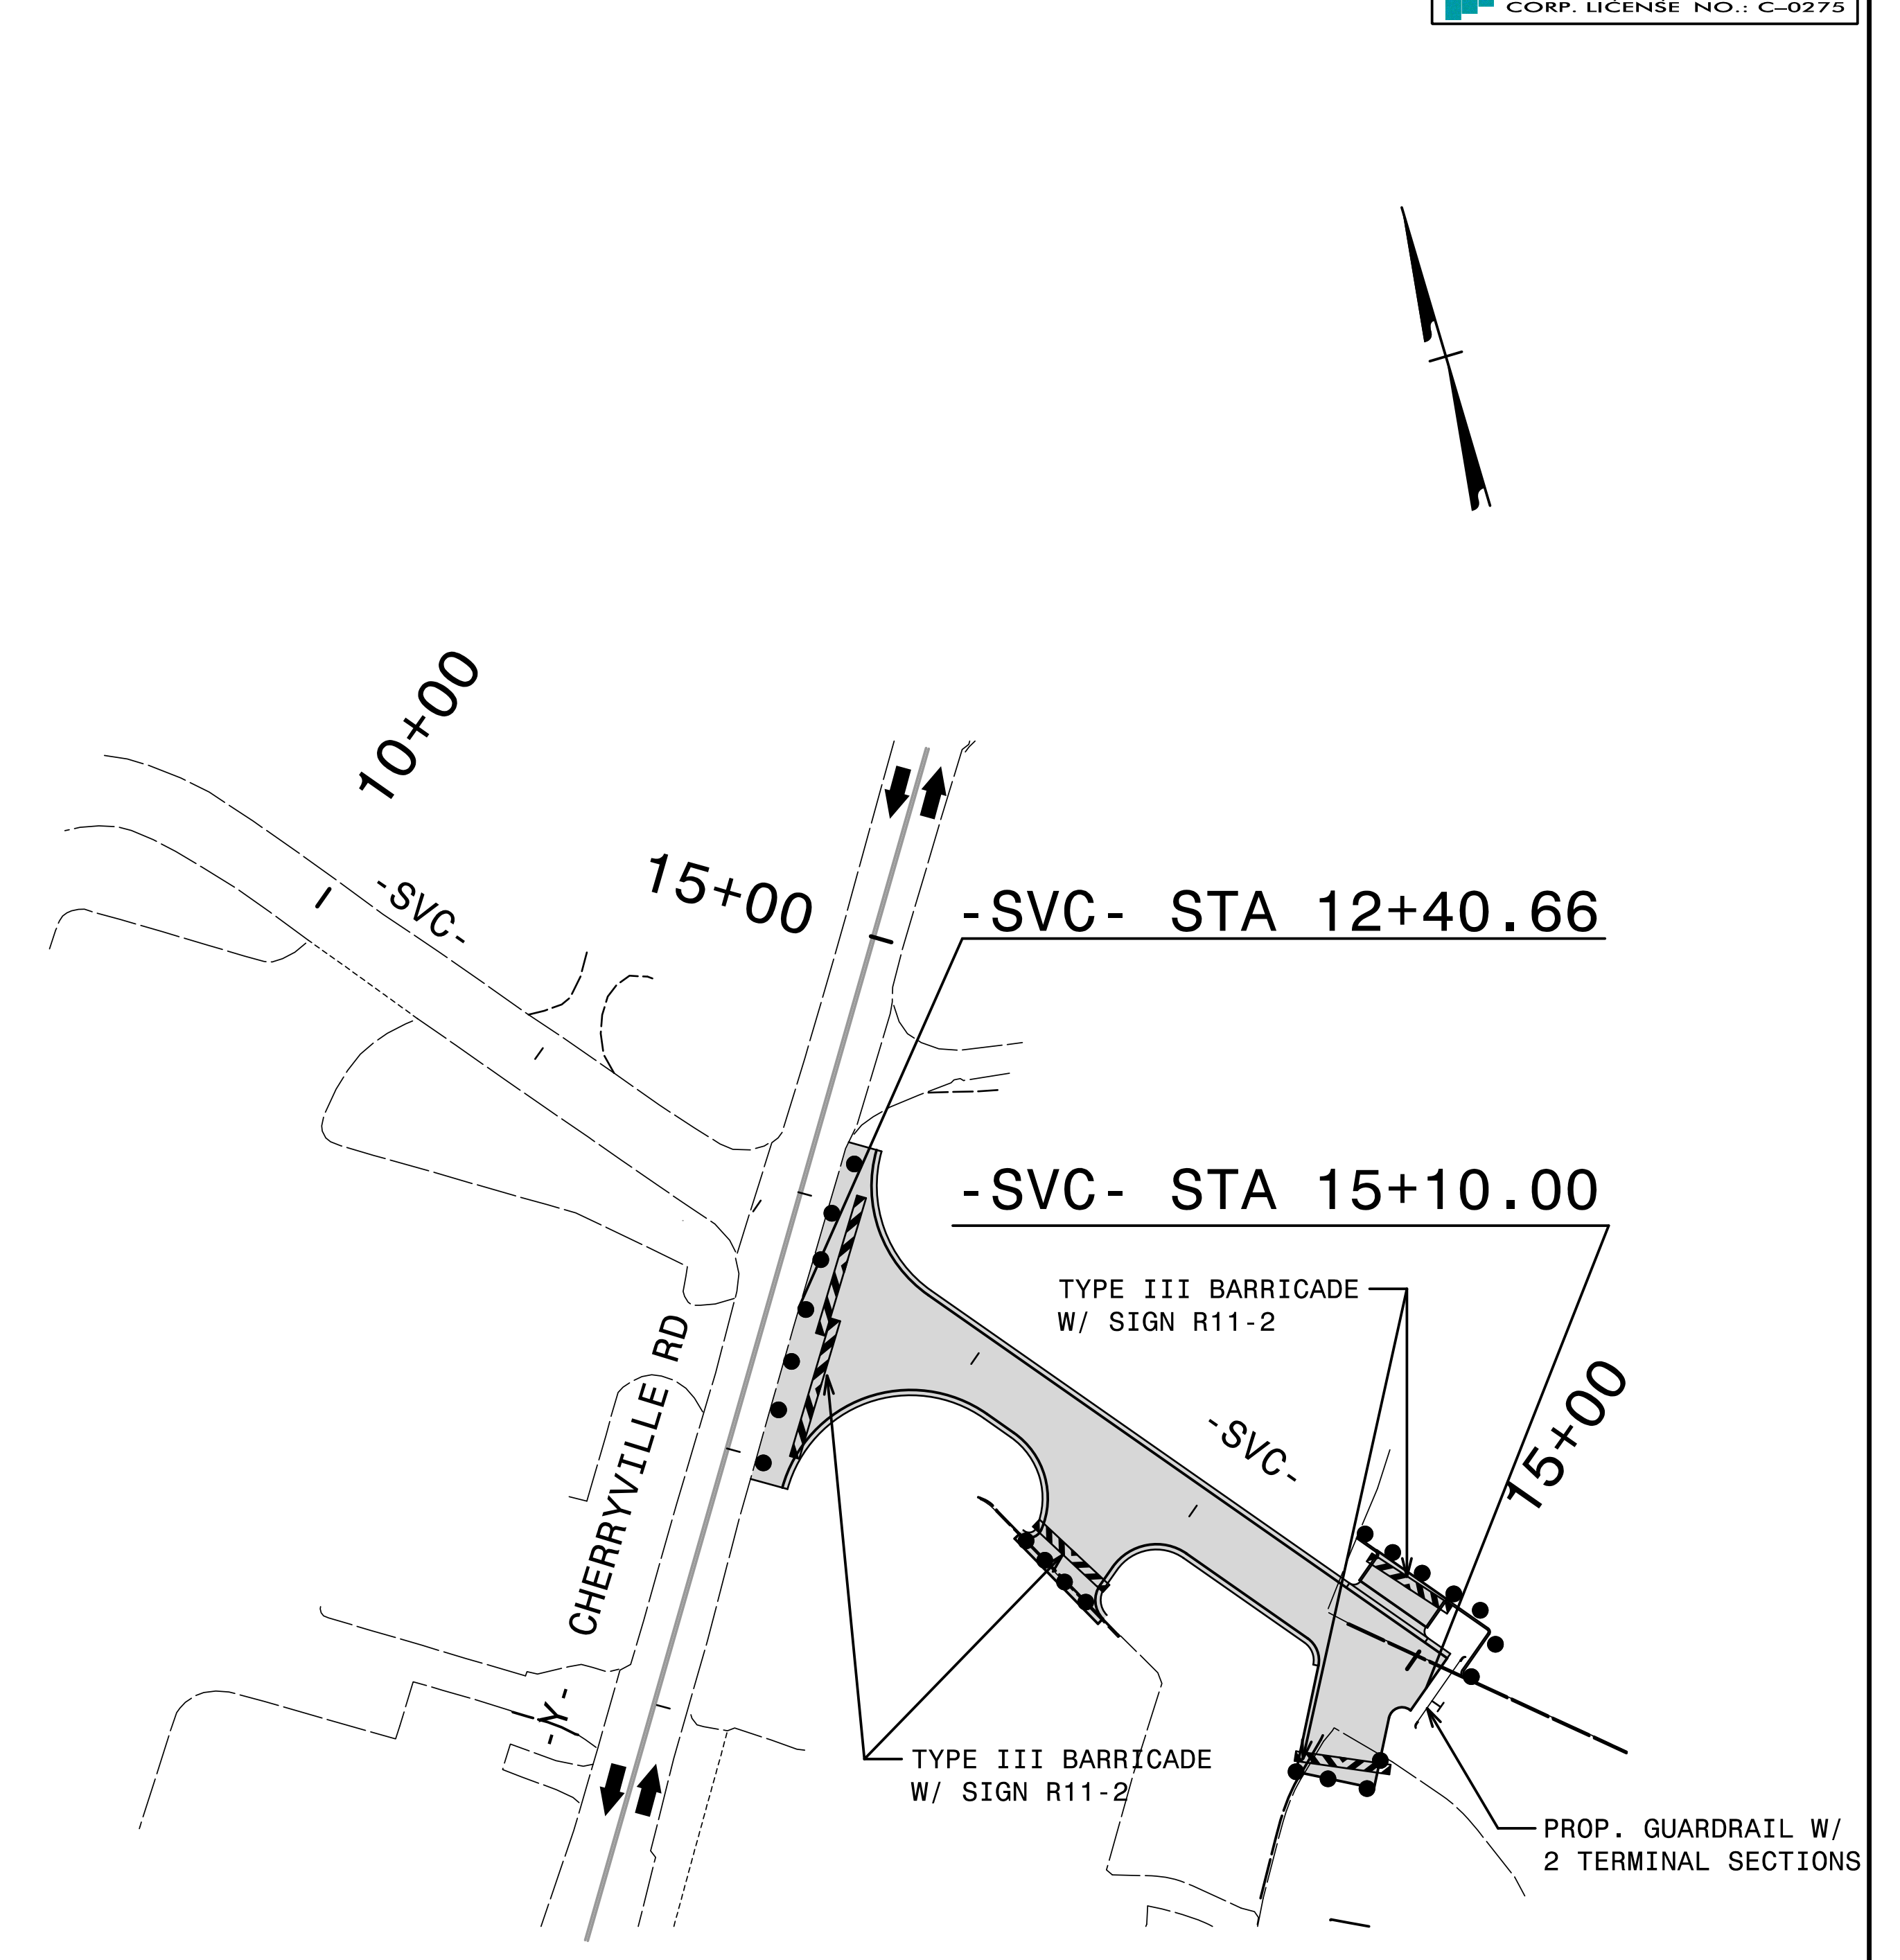 CORP. LICENSE NO.: C-0275
10+00
-SVC-
15+00
-SVC- STA 12+40.66
-SVC- STA 15+10.00
TYPE III BARRICADE
W/ SIGN R11-2
CHERRYVILLE RD
-SVC-
15+00
-Y-
TYPE III BARRICADE
W/ SIGN R11-2
PROP. GUARDRAIL W/
2 TERMINAL SECTIONS